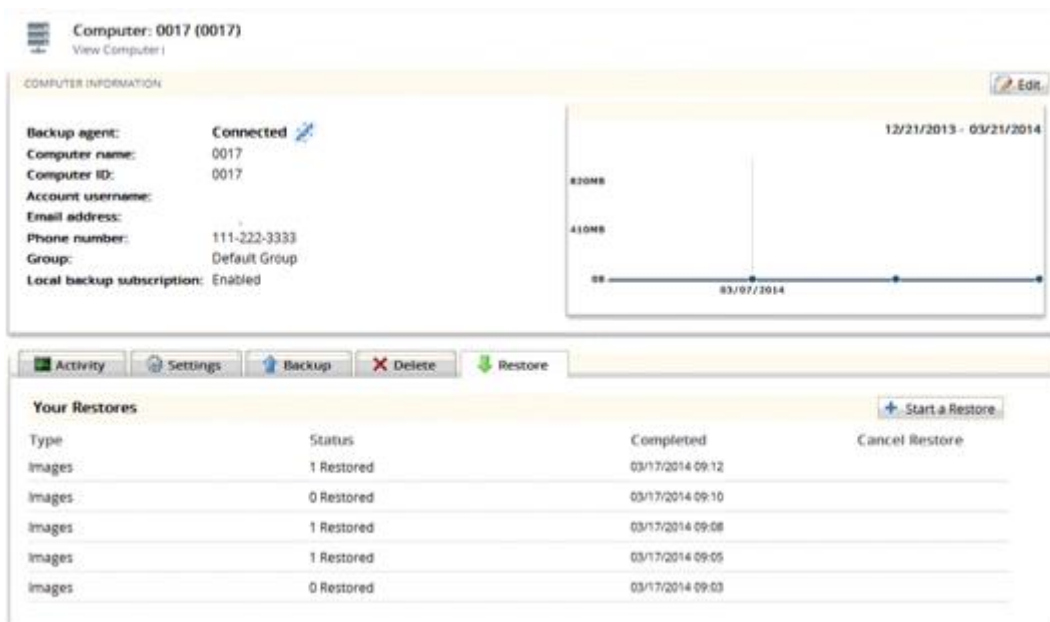 Computer: 0017 (0017)
View Computer
COMPUTER INFORMATION
Edit
Backup agent: Connected
Computer name: 0017
Computer ID: 0017
Account username:
Email address:
Phone number: 111-222-3333
Group: Default Group
Local backup subscription: Enabled
12/21/2013 - 03/21/2014
820MB
410MB
0B
03/07/2014
Activity Settings Backup Delete Restore
Your Restores
Start a Restore
Type Status Completed Cancel Restore
Images 1 Restored 03/17/2014 09:12
Images 0 Restored 03/17/2014 09:10
Images 1 Restored 03/17/2014 09:08
Images 1 Restored 03/17/2014 09:05
Images 0 Restored 03/17/2014 09:03